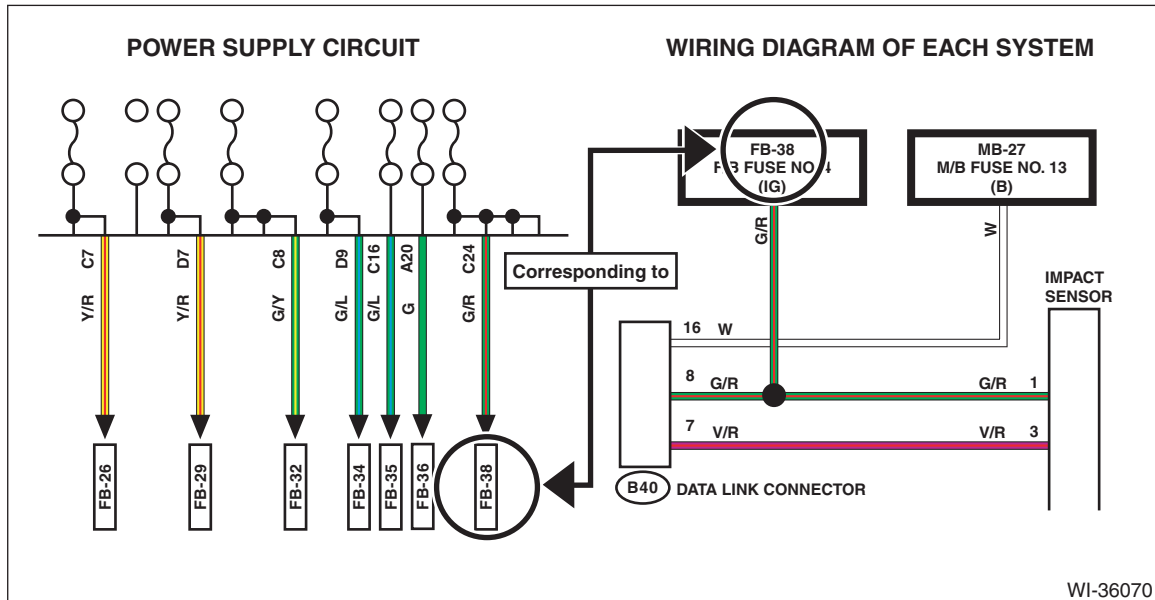 POWER SUPPLY CIRCUIT
WIRING DIAGRAM OF EACH SYSTEM
FB-38
F/B FUSE NO. 4
(IG)
MB-27
M/B FUSE NO. 13
(B)
C7
D7
C8
D9
C16
A20
C24
Y/R
Y/R
G/Y
G/L
G/L
G
G/R
Corresponding to
G/R
W
IMPACT
SENSOR
16 W
8 G/R
G/R 1
7 V/R
V/R 3
B40 DATA LINK CONNECTOR
FB-26
FB-29
FB-32
FB-34
FB-35
FB-36
FB-38
WI-36070